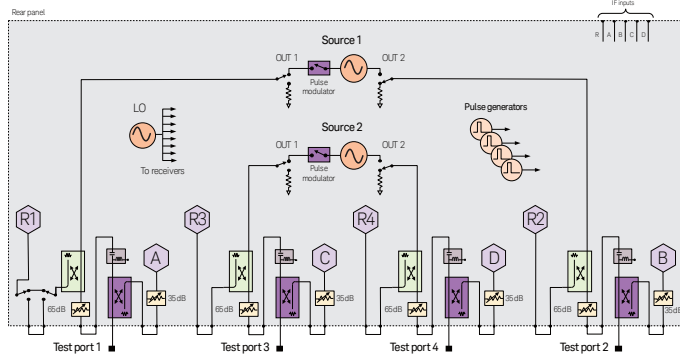 IF inputs
Rear panel
R A B C D
Source 1
OUT 1
OUT 2
Pulse
modulator
LO
Pulse generators
Source 2
OUT 1
OUT 2
Pulse
modulator
To receivers
R1
A
R3
C
R4
D
R2
B
65dB
35dB
65dB
35dB
65dB
35dB
65dB
35dB
Test port 1
Test port 3
Test port 4
Test port 2